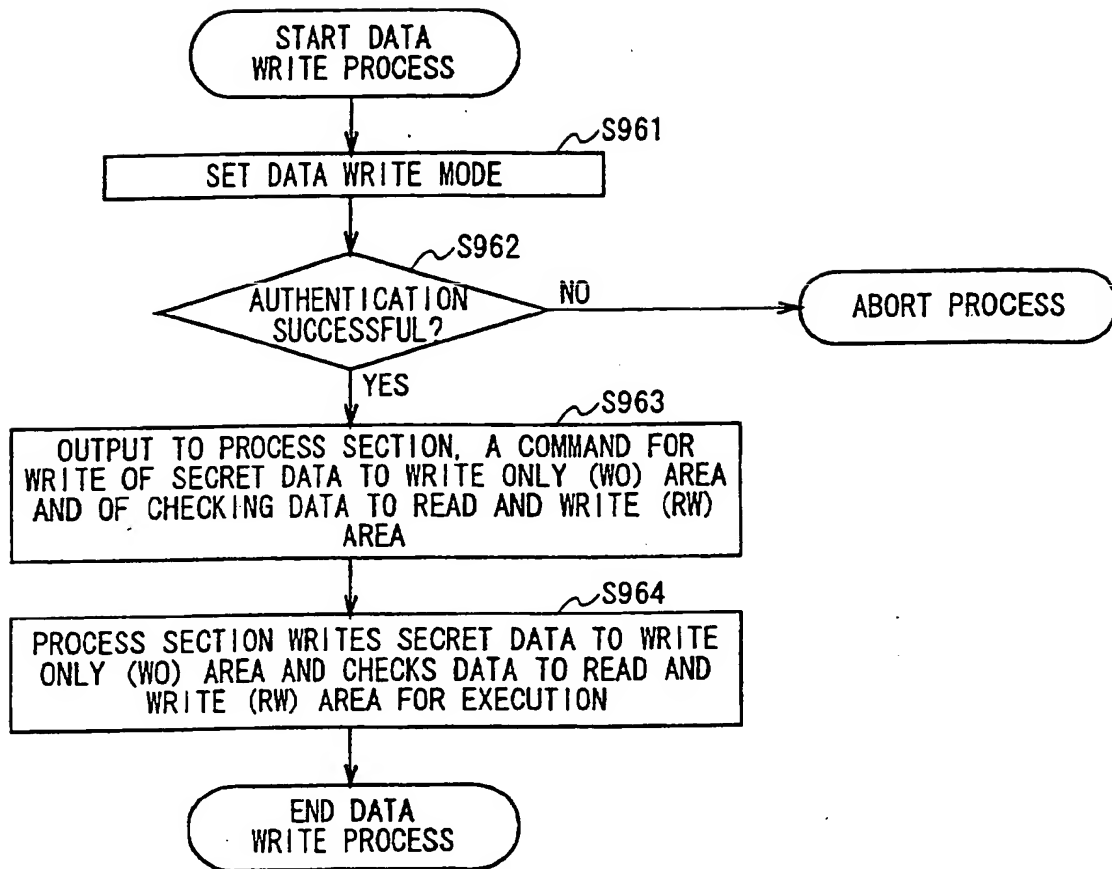 START DATA
WRITE PROCESS
S961
SET DATA WRITE MODE
S962
AUTHENTICATION
SUCCESSFUL?
NO
ABORT PROCESS
YES
S963
OUTPUT TO PROCESS SECTION, A COMMAND FOR
WRITE OF SECRET DATA TO WRITE ONLY (WO) AREA
AND OF CHECKING DATA TO READ AND WRITE (RW)
AREA
S964
PROCESS SECTION WRITES SECRET DATA TO WRITE
ONLY (WO) AREA AND CHECKS DATA TO READ AND
WRITE (RW) AREA FOR EXECUTION
END DATA
WRITE PROCESS